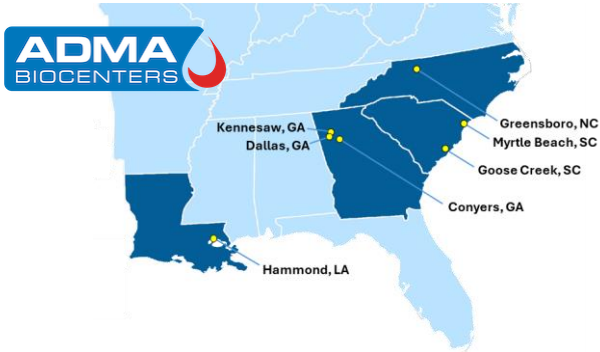 ADMA
BIOCENTERS
Greensboro, NC
Kennesaw, GA
Myrtle Beach, SC
Dallas, GA
Goose Creek, SC
Conyers, GA
Hammond, LA